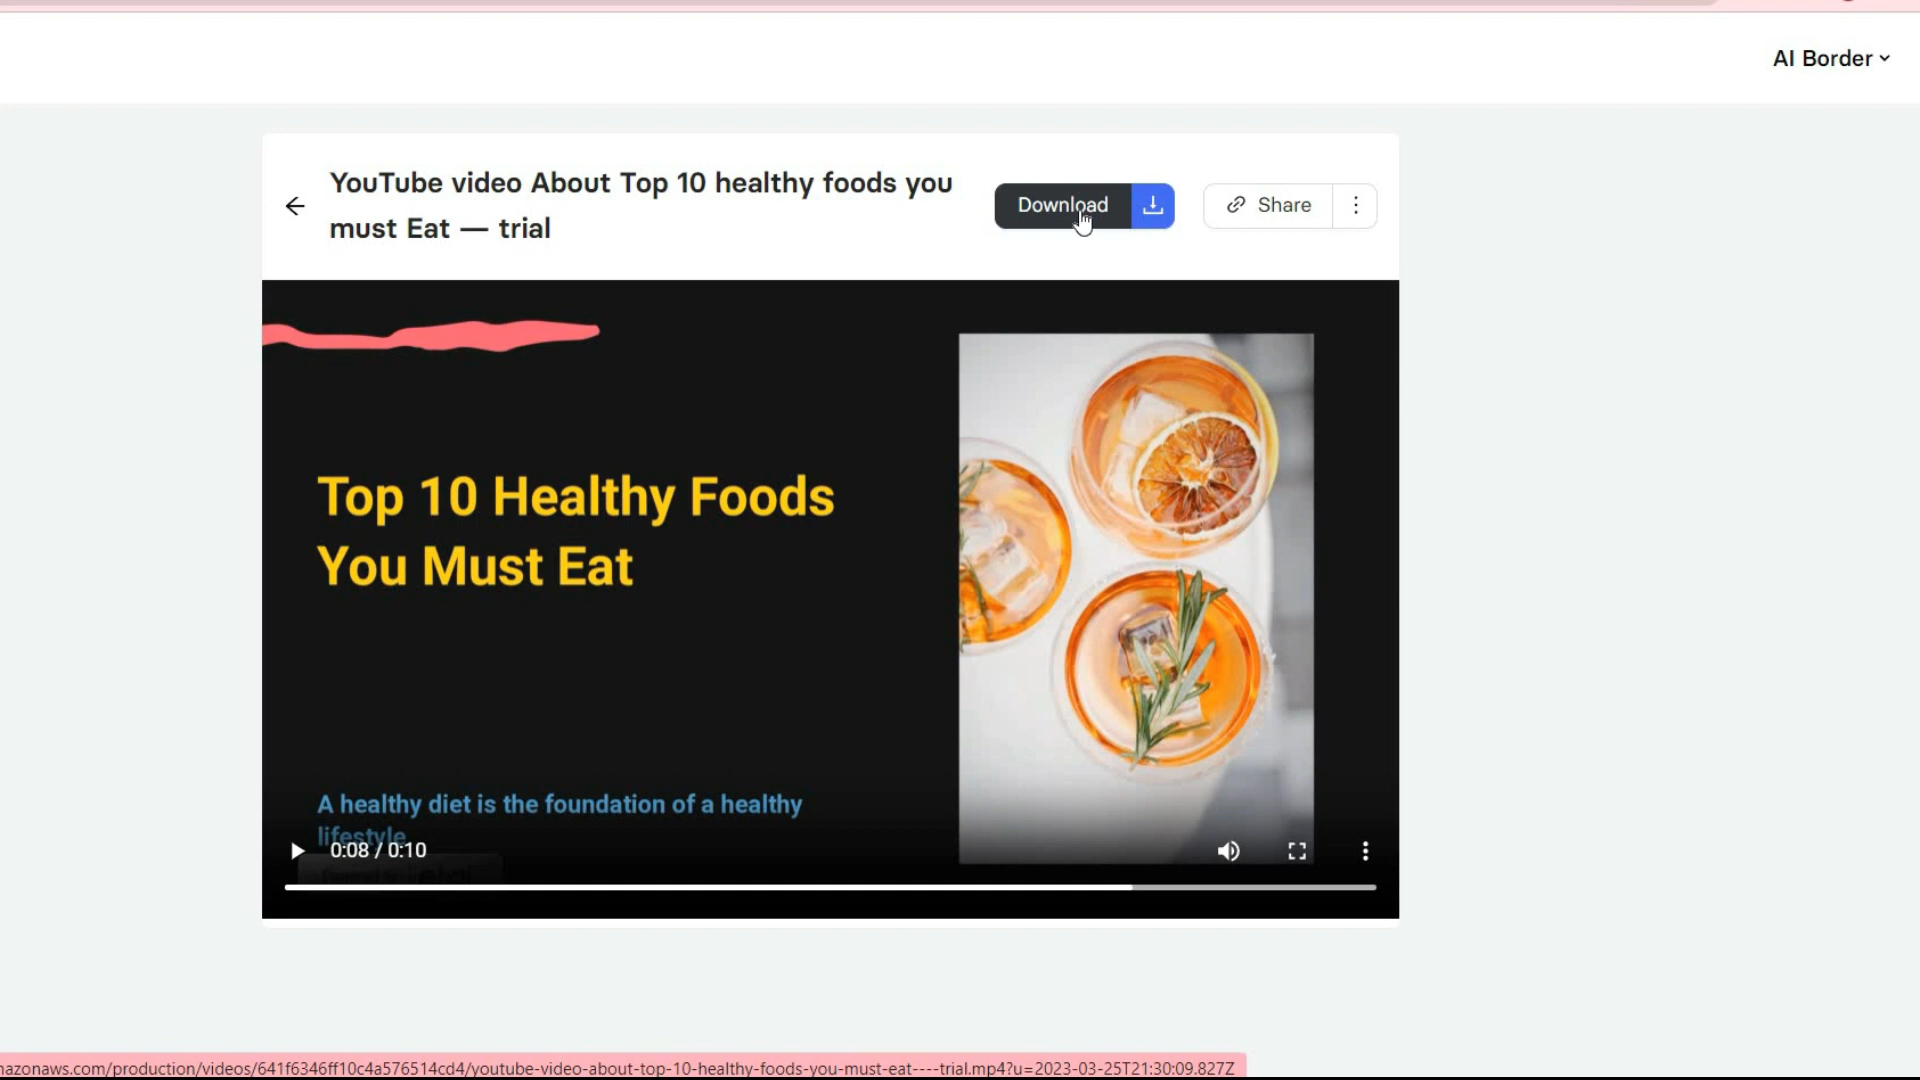 AI Border
YouTube video About Top 10 healthy foods you
must Eat — trial
Download
Share
Top 10 Healthy Foods
You Must Eat
A healthy diet is the foundation of a healthy
lifestyle
0:08 / 0:10
nazonaws.com/production/videos/641f6346ff10c4a576514cd4/youtube-video-about-top-10-healthy-foods-you-must-eat----trial.mp4?u=2023-03-25T21:30:09.827Z